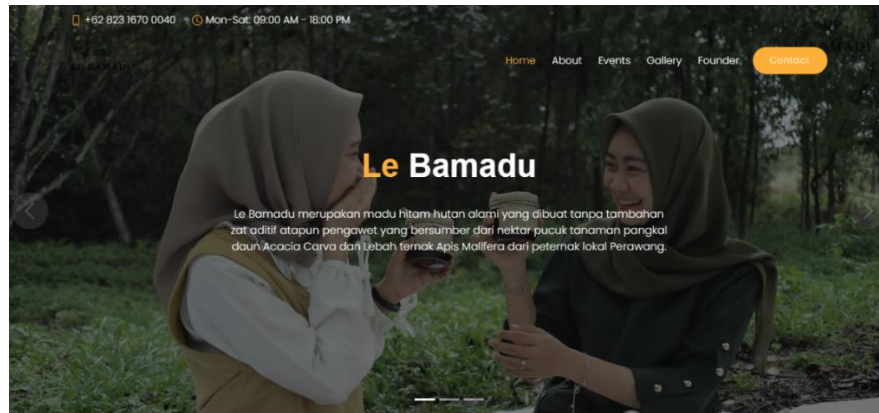 +62 823 1670 0040 Mon-Sat: 09:00 AM - 18:00 PM
Home About Events Gallery Founder Contact
Le Bamadu
Le Bamadu merupakan madu hitam hutan alami yang dibuat tanpa tambahan
zat aditif atapun pengawet yang bersumber dari nektar pucuk tanaman pangkal
daun Acacia Carva dan Lebah ternak Apis Mallfera dari peternak lokal Perawang.